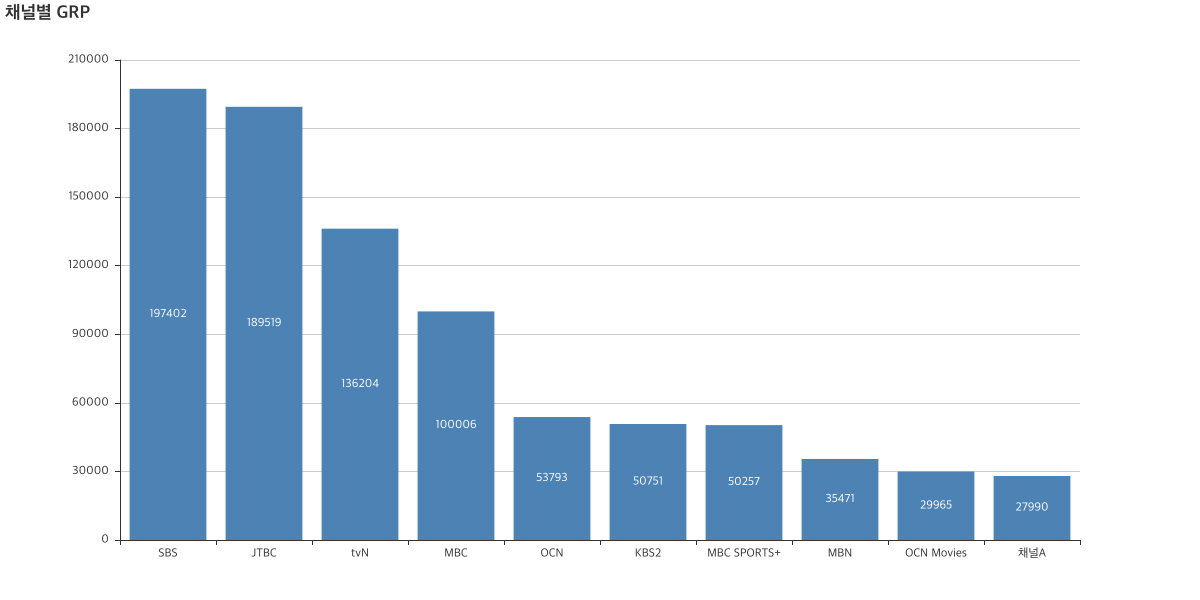 채널별 GRP
210000
180000
150000
120000
90000
60000
30000
0
197402
189519
136204
100006
53793
50751
50257
35471
29965
27990
SBS
JTBC
tvN
MBC
OCN
KBS2
MBC SPORTS+
MBN
OCN Movies
채널A